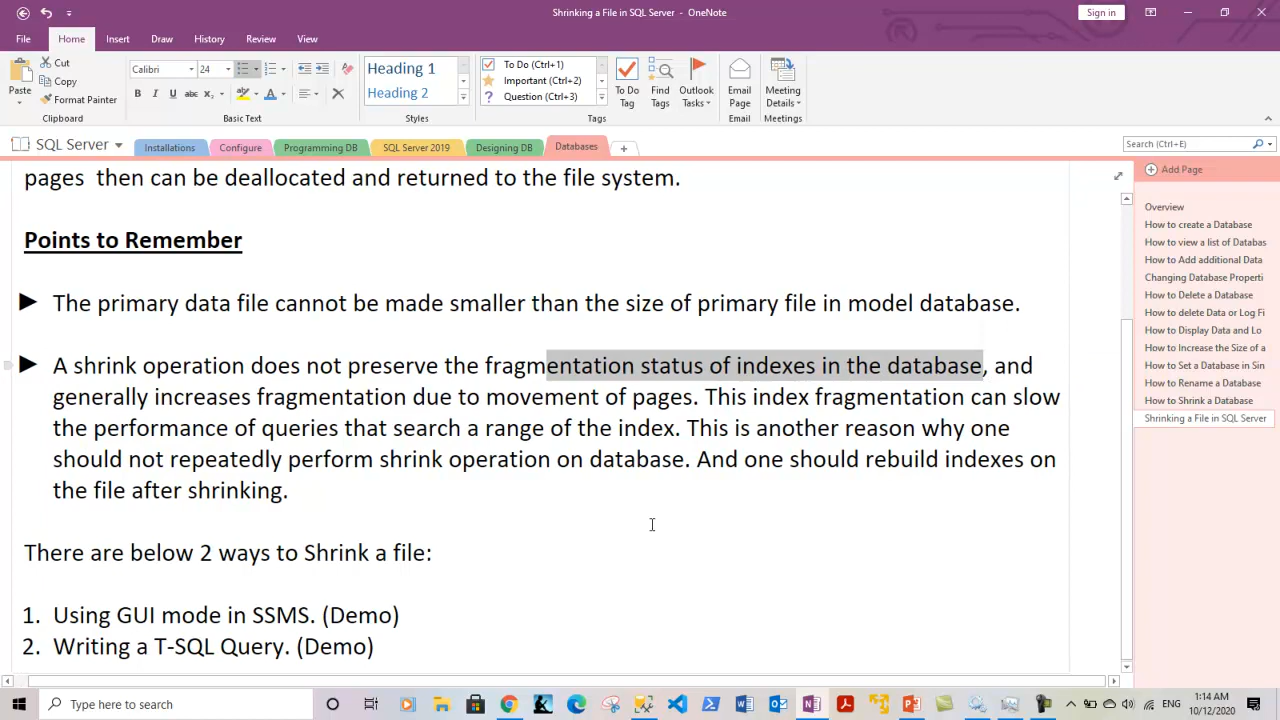 Shrinking a File in SQL Server - OneNote
Sign in
File Home Insert Draw History Review View
Cut
Copy
Format Painter
Paste
Clipboard
Calibri 24
B I U abc X₂ A
Basic Text
Heading 1
Heading 2
Styles
To Do (Ctrl+1)
Important (Ctrl+2)
? Question (Ctrl+3)
Tags
To Do Tag
Find Tags
Outlook Tasks
Email Page
Email
Meeting Details
Meetings
SQL Server
Installations Configure Programming DB SQL Server 2019 Designing DB Databases +
Search (Ctrl+E)
pages then can be deallocated and returned to the file system.
Points to Remember
The primary data file cannot be made smaller than the size of primary file in model database.
A shrink operation does not preserve the fragmentation status of indexes in the database, and
generally increases fragmentation due to movement of pages. This index fragmentation can slow
the performance of queries that search a range of the index. This is another reason why one
should not repeatedly perform shrink operation on database. And one should rebuild indexes on
the file after shrinking.
There are below 2 ways to Shrink a file:
1. Using GUI mode in SSMS. (Demo)
2. Writing a T-SQL Query. (Demo)
Add Page
Overview
How to create a Database
How to view a list of Databas
How to Add additional Data
Changing Database Properti
How to Delete a Database
How to delete Data or Log Fi
How to Display Data and Lo
How to Increase the Size of a
How to Set a Database in Sin
How to Rename a Database
How to Shrink a Database
Shrinking a File in SQL Server
Type here to search
ENG
1:14 AM
10/12/2020